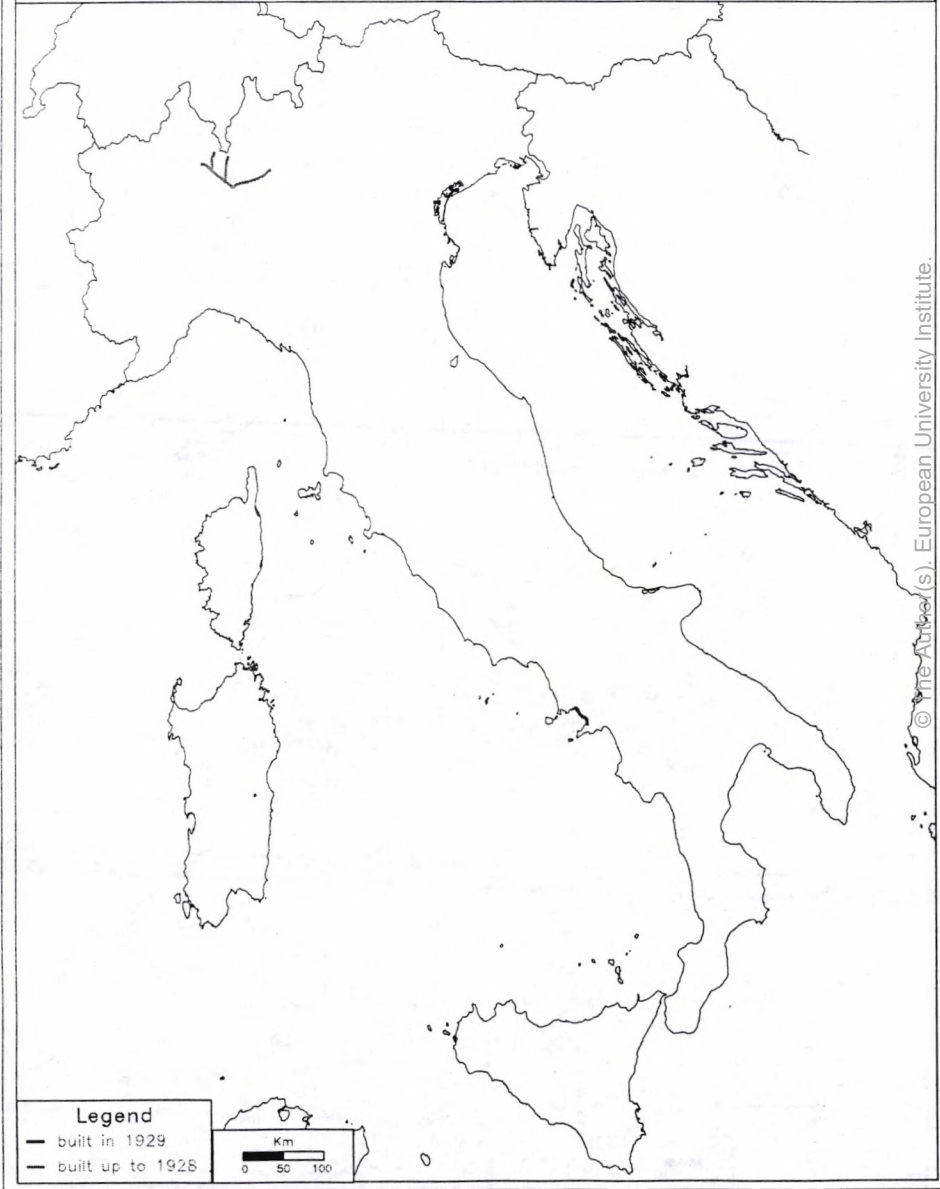 © The Author(s). European University Institute.
Legend
built in 1929
built up to 1928
Km
0 50 100